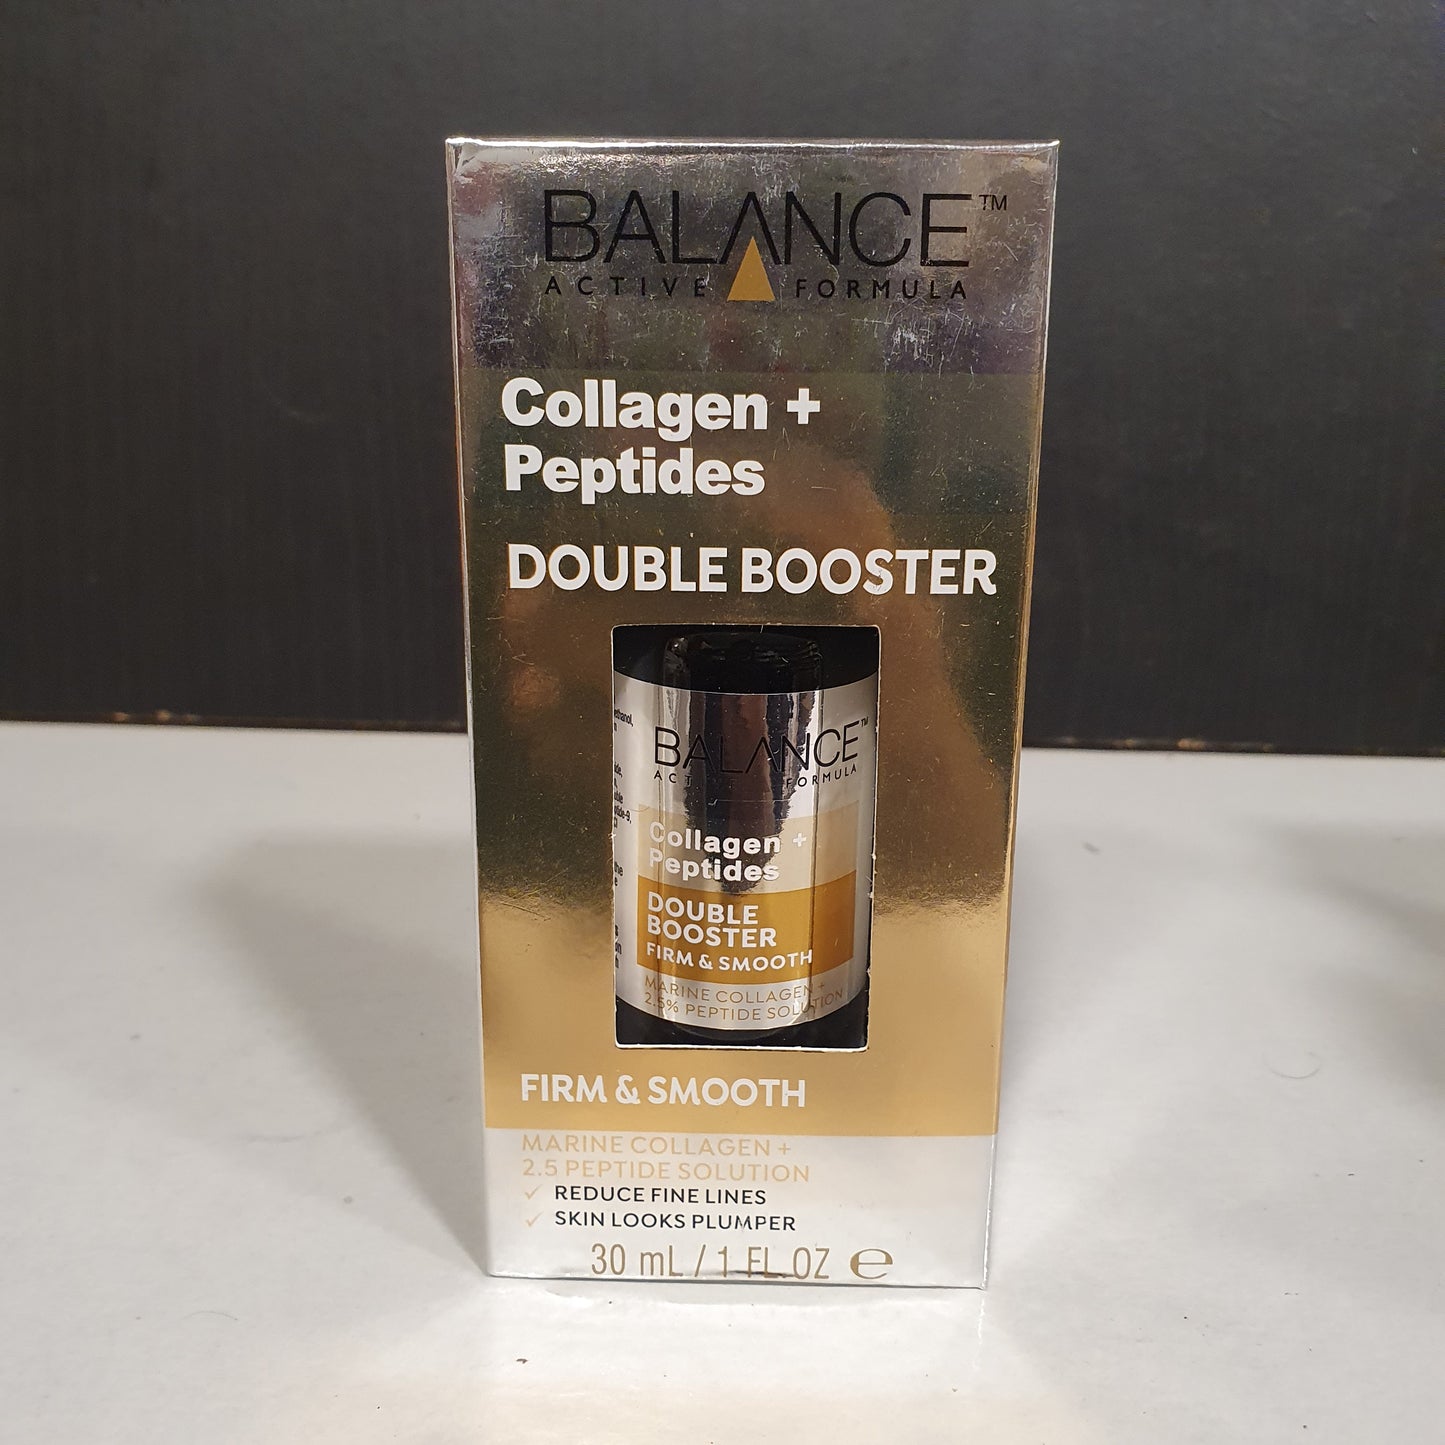 BALANCE™
ACTIVE FORMULA
Collagen +
Peptides
DOUBLE BOOSTER
BALANCE™
FORMULA
Collagen +
Peptides
DOUBLE
BOOSTER
FIRM & SMOOTH
MARINE COLLAGEN +
2.5% PEPTIDE SOLUTION
FIRM & SMOOTH
MARINE COLLAGEN +
2.5 PEPTIDE SOLUTION
✓ REDUCE FINE LINES
✓ SKIN LOOKS PLUMPER
30 mL / 1 FL.OZ ℮